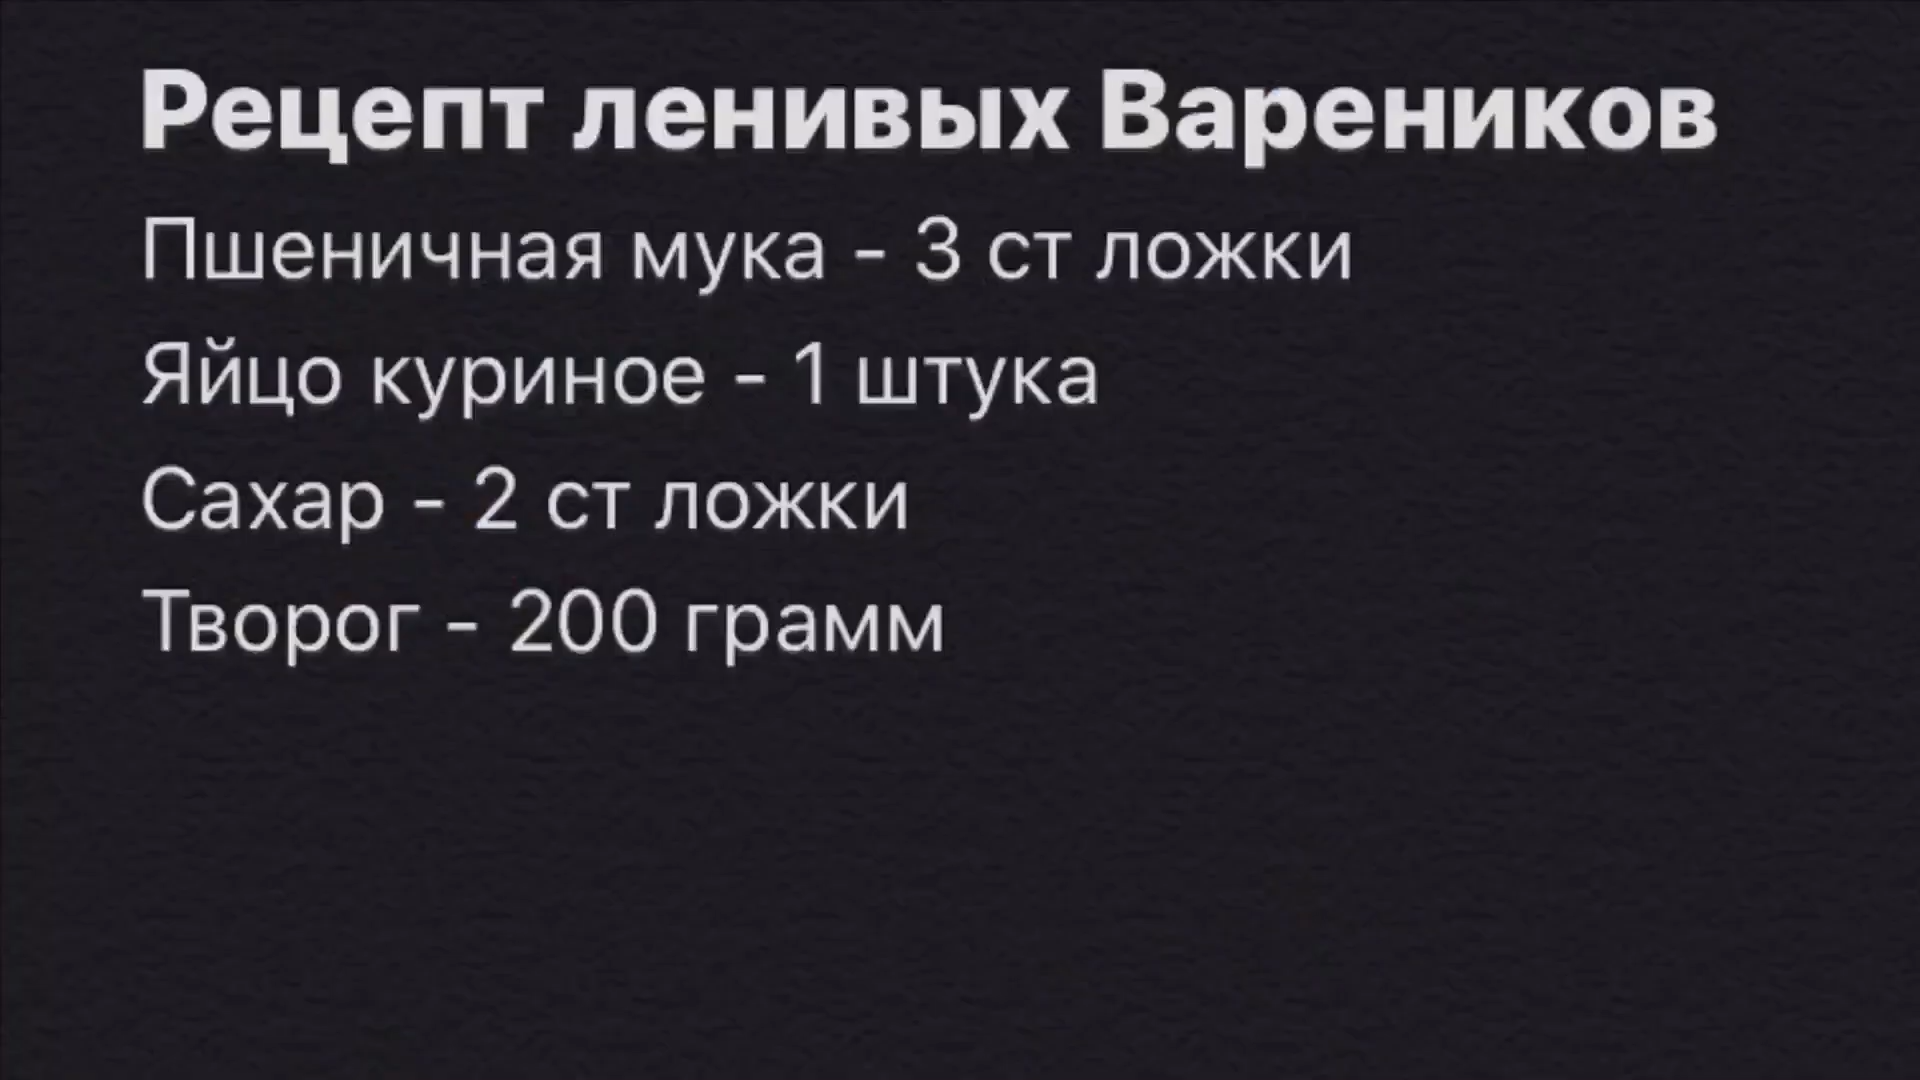 Рецепт ленивых Вареников
Пшеничная мука - 3 ст ложки
Яйцо куриное - 1 штука
Сахар - 2 ст ложки
Творог - 200 грамм